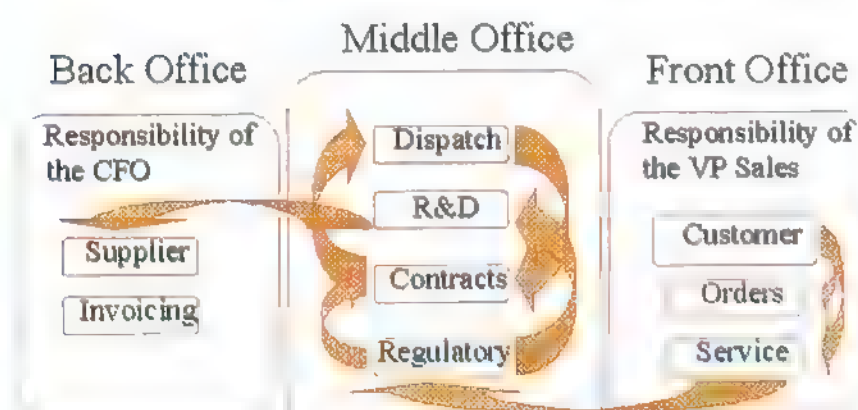 Back Office
Responsibility of
the CFO
Supplier
Invoicing
Middle Office
Dispatch
R&D
Contracts
Regulatory
Front Office
Responsibility of
the VP Sales
Customer
Orders
Service